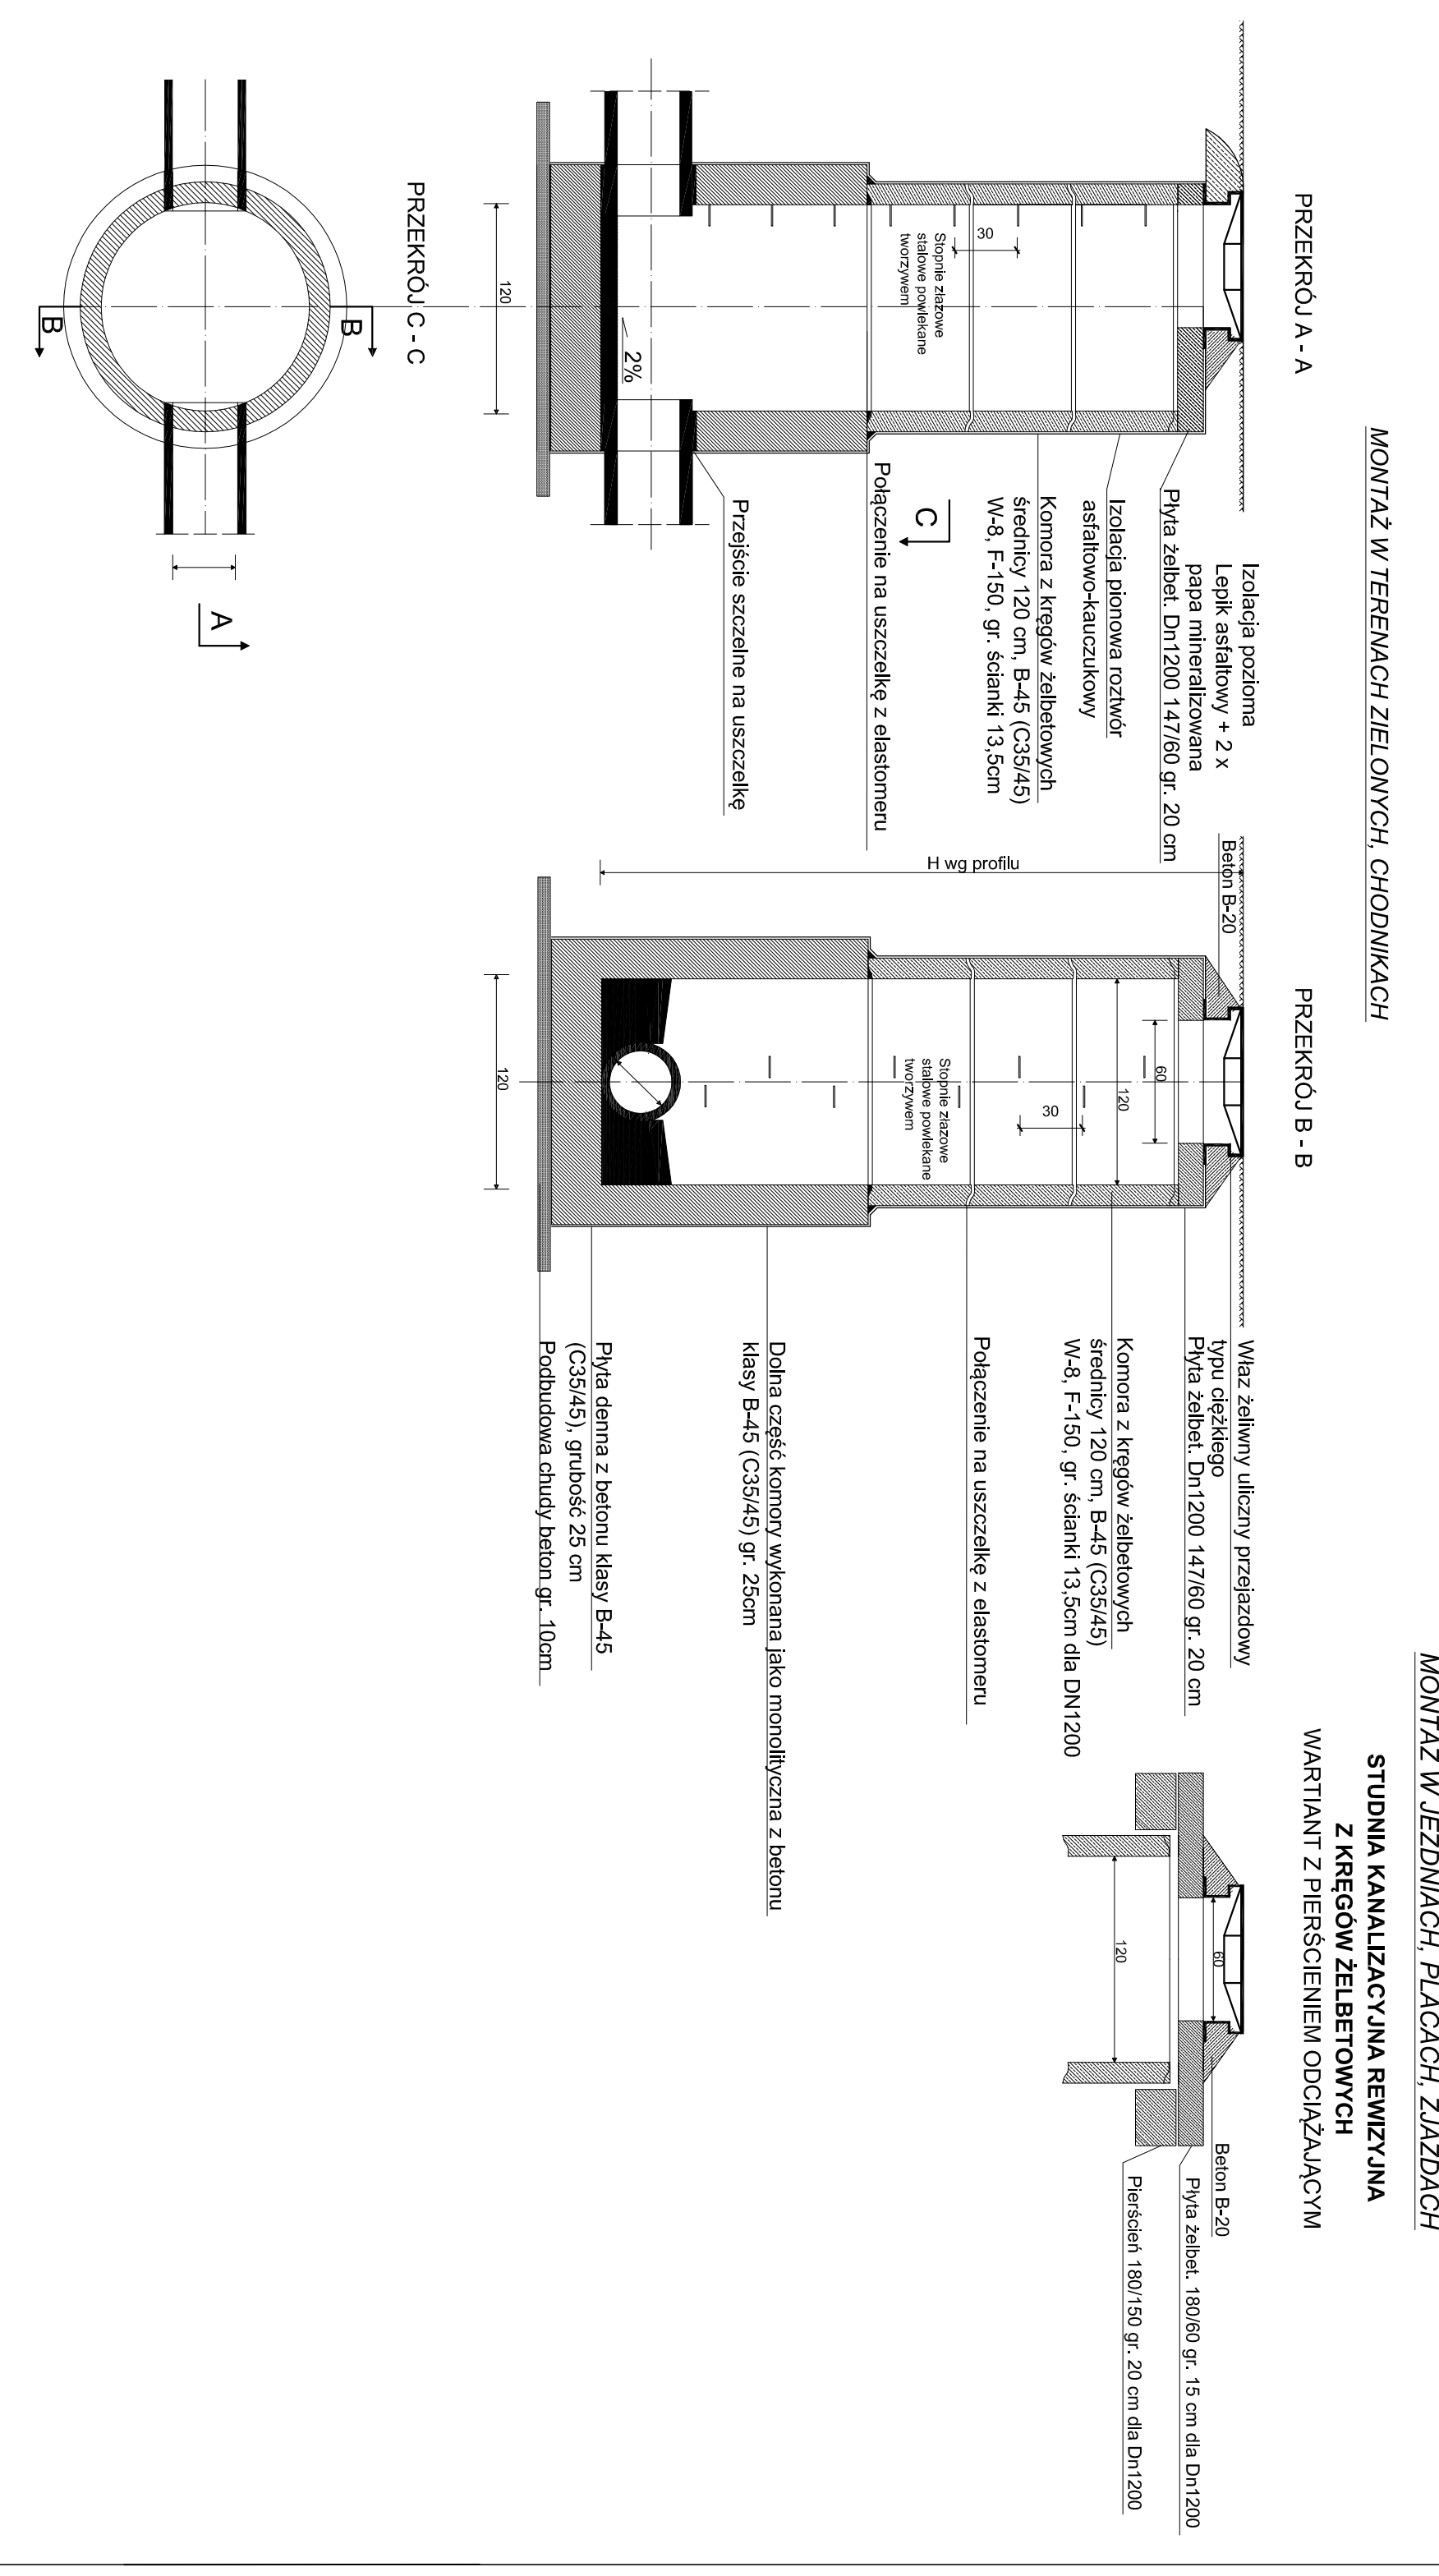 MONTAŻ W TERENACH ZIELONYCH, CHODNIKACH
MONTAŻ W JEZDNIACH, PLACACH, ZJAZDACH
STUDNIA KANALIZACYJNA REWIZYJNA
Z KRĘGÓW ŻELBETOWYCH
WARTIANT Z PIERŚCIENIEM ODCIĄŻAJĄCYM
PRZEKRÓJ A - A
Izolacja pozioma
Lepik asfaltowy + 2 x
papa mineralizowana
Płyta żelbet. Dn1200 147/60 gr. 20 cm
Izolacja pionowa roztwór
asfaltowo-kauczukowy
Komora z kręgów żelbetowych
średnicy 120 cm, B-45 (C35/45)
W-8, F-150, gr. ścianki 13,5cm
30
Stopnie złazowe
stalowe powlekane
tworzywem
C
Połączenie na uszczelkę z elastomeru
Przejście szczelne na uszczelkę
2%
120
PRZEKRÓJ B - B
Beton B-20
H wg profilu
60
120
30
Stopnie złazowe
stalowe powlekane
tworzywem
120
Właz żeliwny uliczny przejazdowy
typu ciężkiego
Płyta żelbet. Dn1200 147/60 gr. 20 cm
Komora z kręgów żelbetowych
średnicy 120 cm, B-45 (C35/45)
W-8, F-150, gr. ścianki 13,5cm dla DN1200
Połączenie na uszczelkę z elastomeru
Dolna część komory wykonana jako monolityczna z betonu
klasy B-45 (C35/45) gr. 25cm
Płyta denna z betonu klasy B-45
(C35/45), grubość 25 cm
Podbudowa chudy beton gr. 10cm
60
120
Beton B-20
Płyta żelbet. 180/60 gr. 15 cm dla Dn1200
Pierścień 180/150 gr. 20 cm dla Dn1200
PRZEKRÓJ C - C
B
B
A